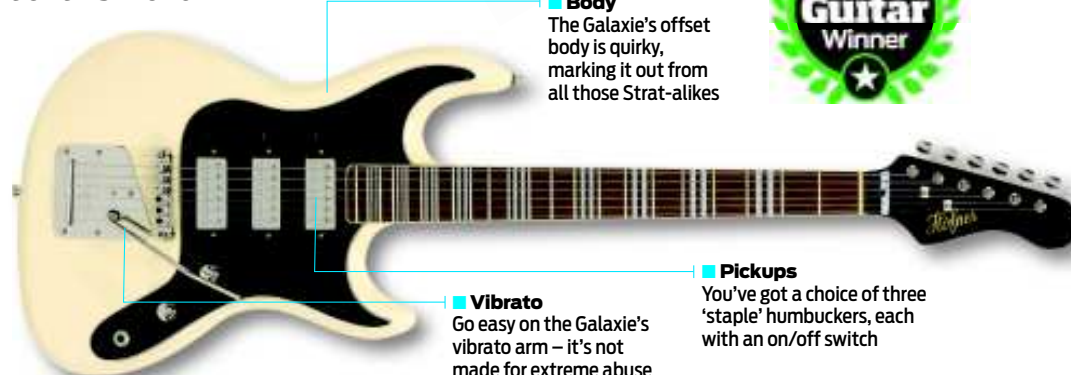 Body
The Galaxie's offset
body is quirky,
marking it out from
all those Strat-alikes
Guitar
Winner
Höfner
Pickups
You've got a choice of three
'staple' humbuckers, each
with an on/off switch
Vibrato
Go easy on the Galaxie's
vibrato arm – it's not
made for extreme abuse